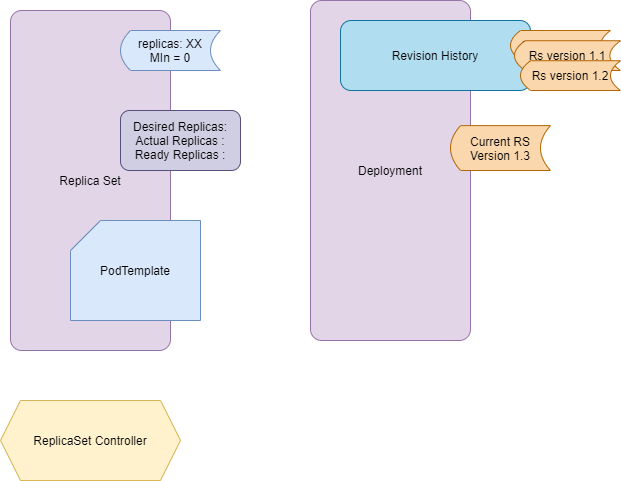 replicas: XX
MIn = 0
Desired Replicas:
Actual Replicas :
Ready Replicas :
Replica Set
PodTemplate
ReplicaSet Controller
Revision History
Rs version 1.1
Rs version 1.2
Current RS
Version 1.3
Deployment